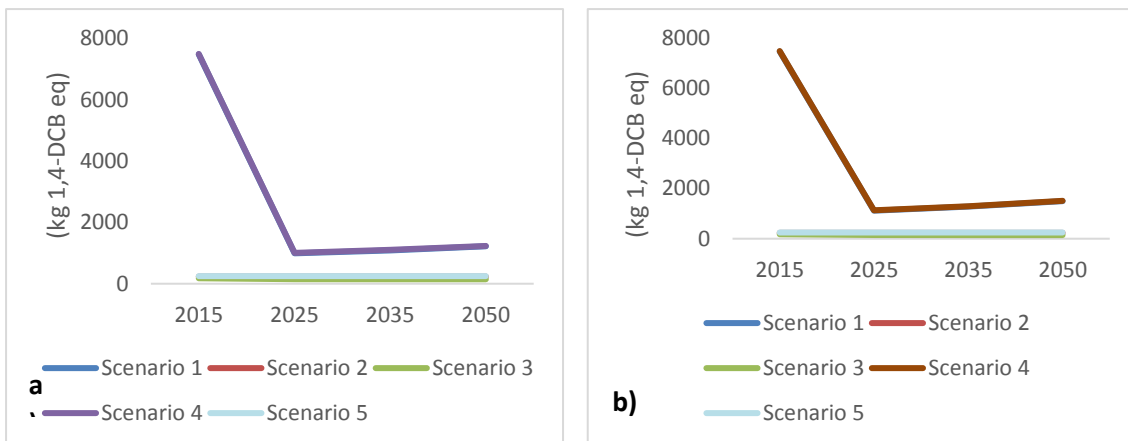 8000
6000
4000
2000
0
(kg 1,4-DCB eq)
2015 2025 2035 2050
Scenario 1 Scenario 2 Scenario 3
Scenario 4 Scenario 5
a
8000
6000
4000
2000
0
(kg 1,4-DCB eq)
2015 2025 2035 2050
Scenario 1 Scenario 2
Scenario 3 Scenario 4
Scenario 5
b)